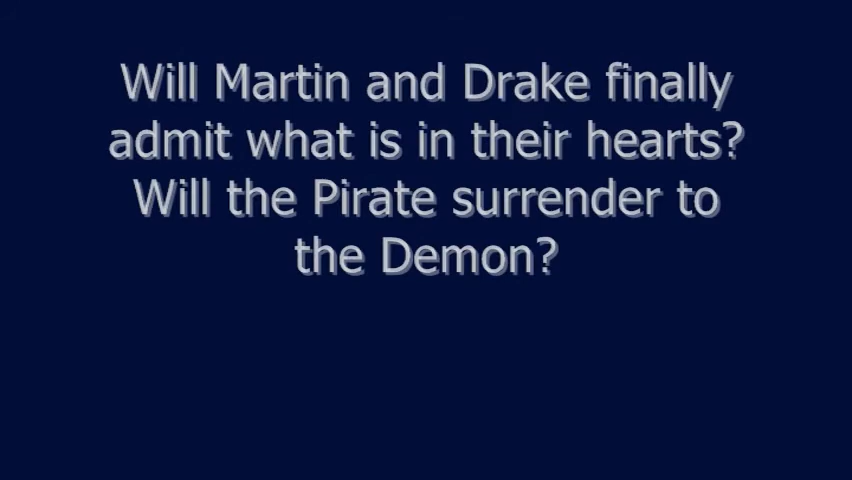 Will Martin and Drake finally
admit what is in their hearts?
Will the Pirate surrender to
the Demon?